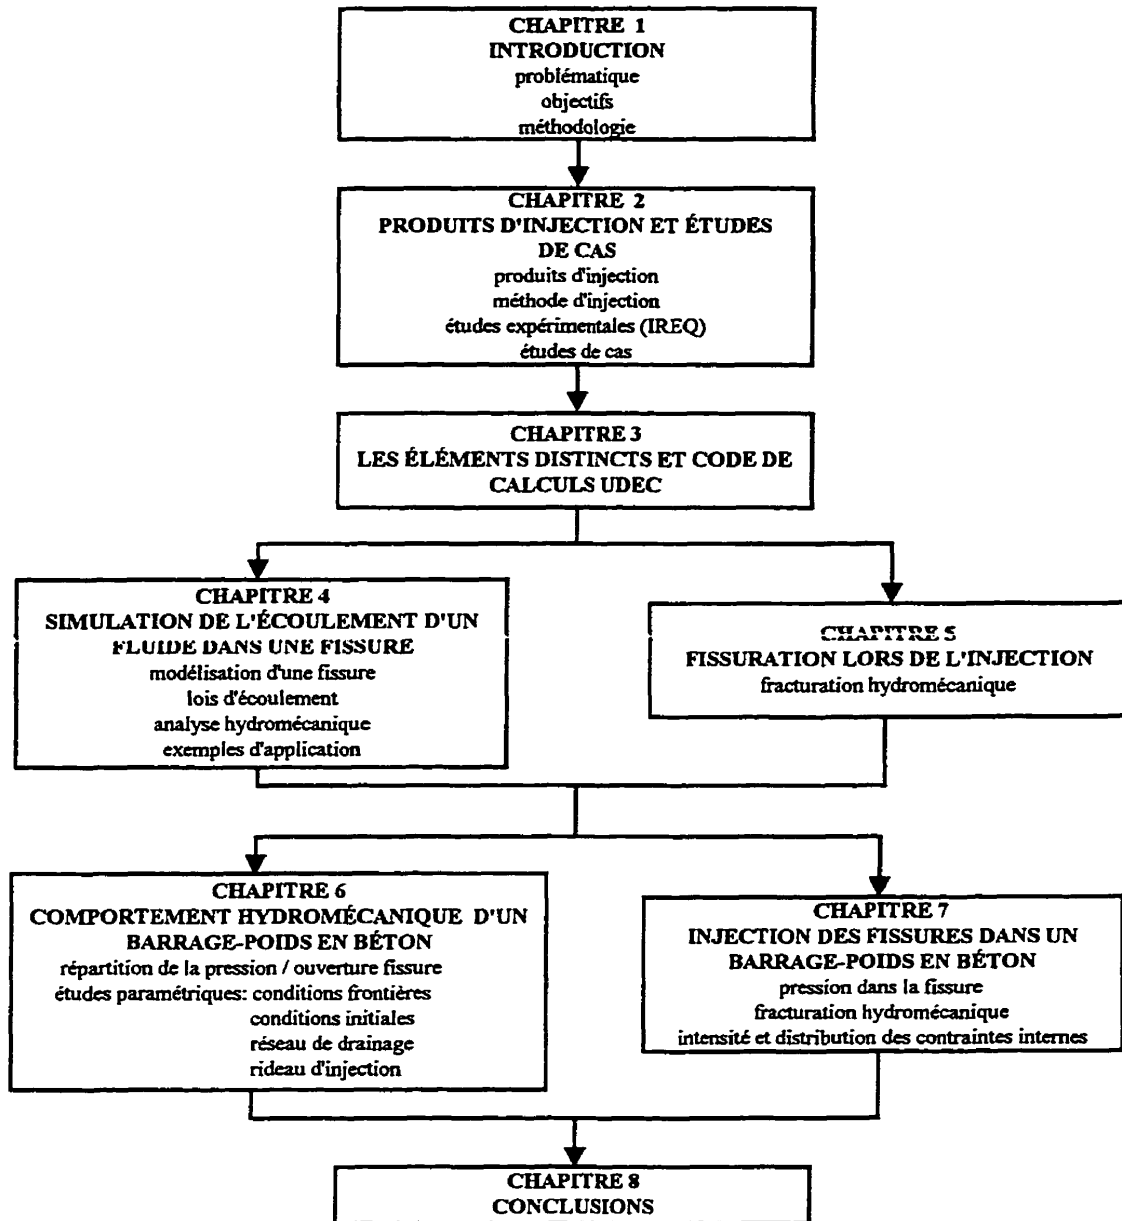 CHAPITRE 1
INTRODUCTION
problématique
objectifs
méthodologie
CHAPITRE 2
PRODUITS D'INJECTION ET ÉTUDES
DE CAS
produits d'injection
méthode d'injection
études expérimentales (IREQ)
études de cas
CHAPITRE 3
LES ÉLÉMENTS DISTINCTS ET CODE DE
CALCULS UDEC
CHAPITRE 4
SIMULATION DE L'ÉCOULEMENT D'UN
FLUIDE DANS UNE FISSURE
modélisation d'une fissure
lois d'écoulement
analyse hydromécanique
exemples d'application
CHAPITRE 5
FISSURATION LORS DE L'INJECTION
fracturation hydromécanique
CHAPITRE 6
COMPORTEMENT HYDROMÉCANIQUE D'UN
BARRAGE-POIDS EN BÉTON
répartition de la pression / ouverture fissure
études paramétriques: conditions frontières
conditions initiales
réseau de drainage
rideau d'injection
CHAPITRE 7
INJECTION DES FISSURES DANS UN
BARRAGE-POIDS EN BÉTON
pression dans la fissure
fracturation hydromécanique
intensité et distribution des contraintes internes
CHAPITRE 8
CONCLUSIONS